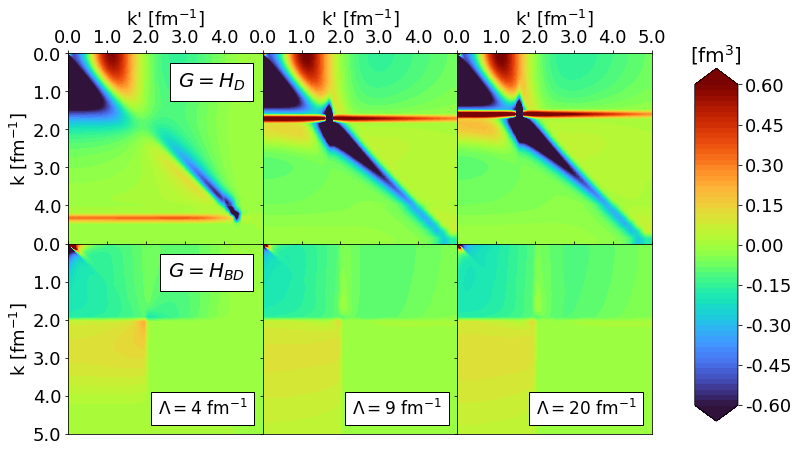 k' [fm⁻¹] k' [fm⁻¹] k' [fm⁻¹]
0.0 1.0 2.0 3.0 4.0 0.0 1.0 2.0 3.0 4.0 0.0 1.0 2.0 3.0 4.0 5.0
[fm³]
k [fm⁻¹]
0.0
1.0
2.0
3.0
4.0
G = H_D
k [fm⁻¹]
0.0
1.0
2.0
3.0
4.0
5.0
G = H_BD
Λ = 4 fm⁻¹ Λ = 9 fm⁻¹ Λ = 20 fm⁻¹
0.60
0.45
0.30
0.15
0.00
-0.15
-0.30
-0.45
-0.60